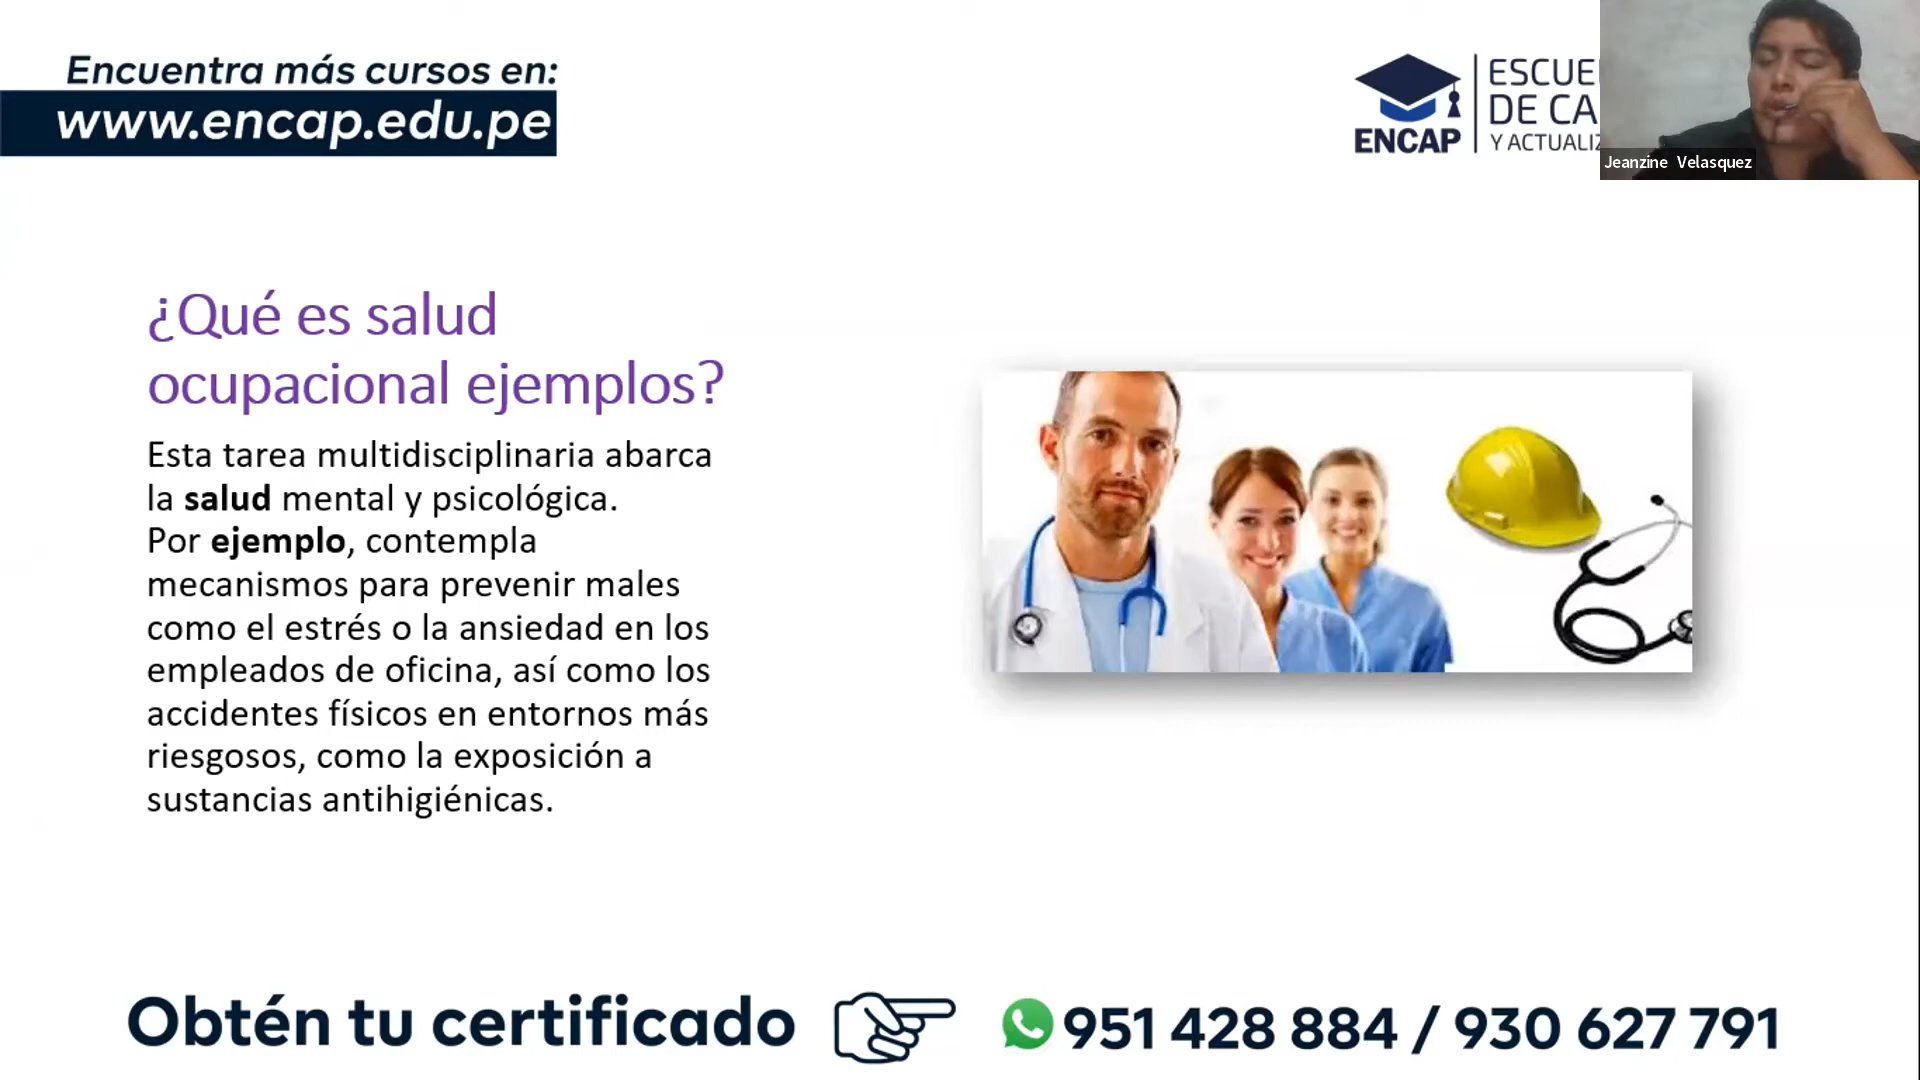 Encuentra más cursos en:
www.encap.edu.pe
ENCAP
ESCUE
DE CA
Y ACTUALIZ
Jeanzine Velasquez
¿Qué es salud
ocupacional ejemplos?
Esta tarea multidisciplinaria abarca
la salud mental y psicológica.
Por ejemplo, contempla
mecanismos para prevenir males
como el estrés o la ansiedad en los
empleados de oficina, así como los
accidentes físicos en entornos más
riesgosos, como la exposición a
sustancias antihigiénicas.
Obtén tu certificado
951 428 884 / 930 627 791